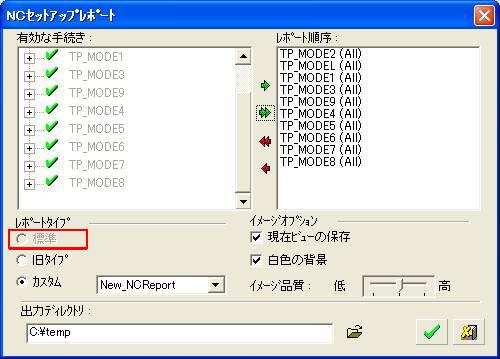 NCセットアップレポート
有効な手続き :
TP_MODE1
TP_MODE3
TP_MODE9
TP_MODE4
TP_MODE5
TP_MODE6
TP_MODE7
TP_MODE8
レポート順序 :
TP_MODE2 (All)
TP_MODEL (All)
TP_MODE1 (All)
TP_MODE3 (All)
TP_MODE9 (All)
TP_MODE4 (All)
TP_MODE5 (All)
TP_MODE6 (All)
TP_MODE7 (All)
TP_MODE8 (All)
レポートタイプ
標準
旧タイプ
カスタム
New_NCReport
イメージオプション
現在ビューの保存
白色の背景
イメージ品質 : 低 高
出力ディレクトリ :
C:¥temp